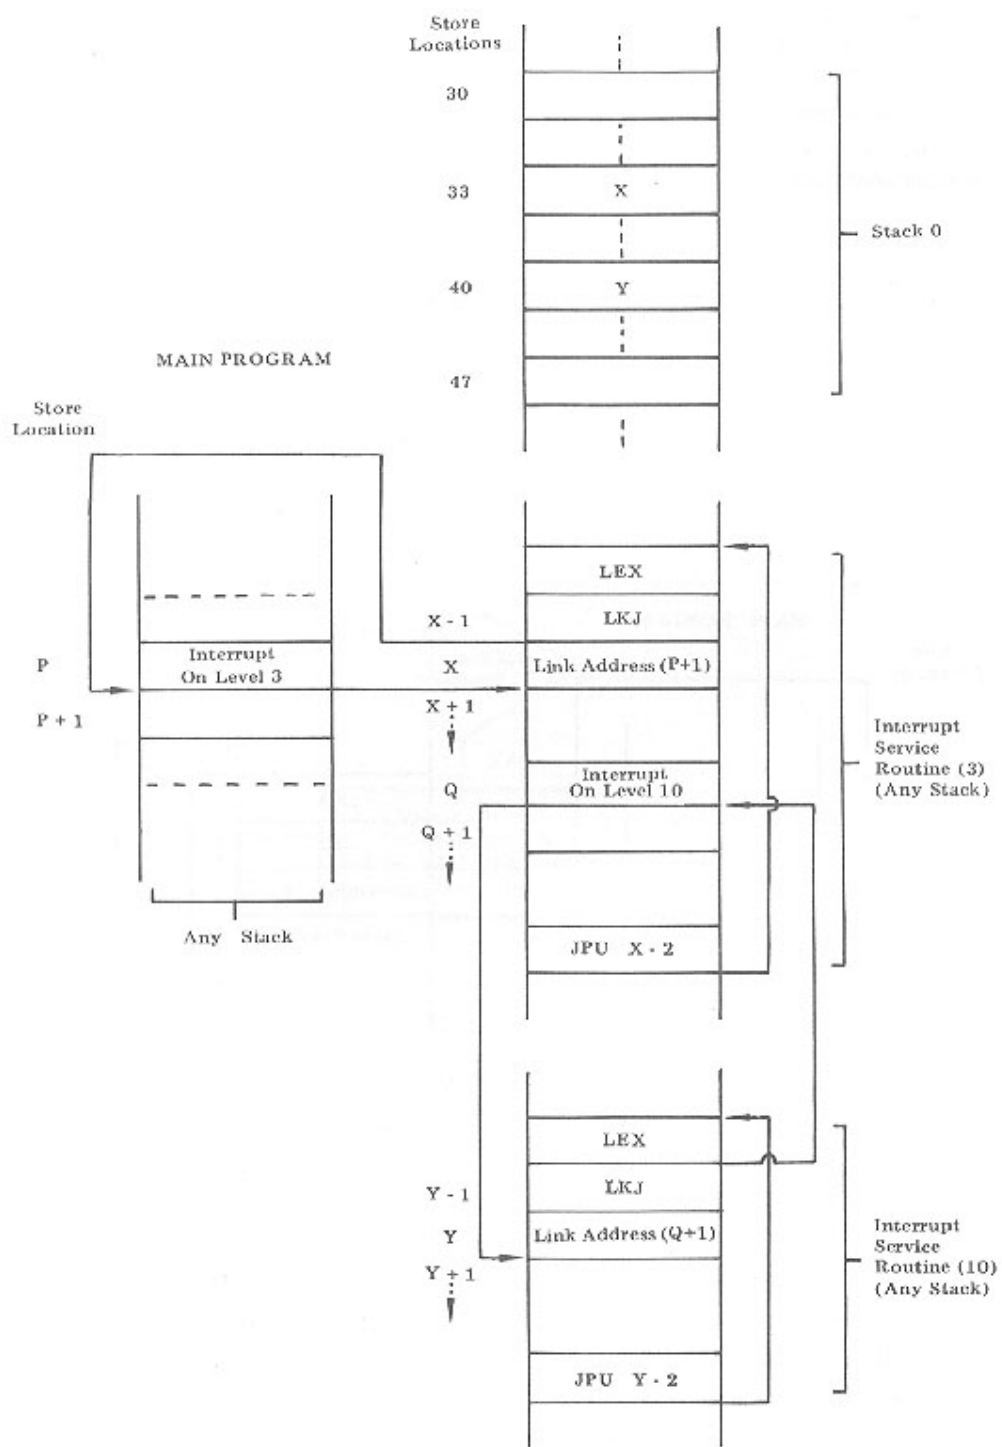 Store
Locations
30
33
X
Stack 0
40
Y
47
MAIN PROGRAM
Store
Location
LEX
X - 1
LKJ
P
Interrupt
On Level 3
X
Link Address (P+1)
P + 1
X + 1
Interrupt
Service
Routine (3)
(Any Stack)
Q
Interrupt
On Level 10
Q + 1
Any Stack
JPU X - 2
LEX
Y - 1
LKJ
Y
Link Address (Q+1)
Y + 1
Interrupt
Service
Routine (10)
(Any Stack)
JPU Y - 2